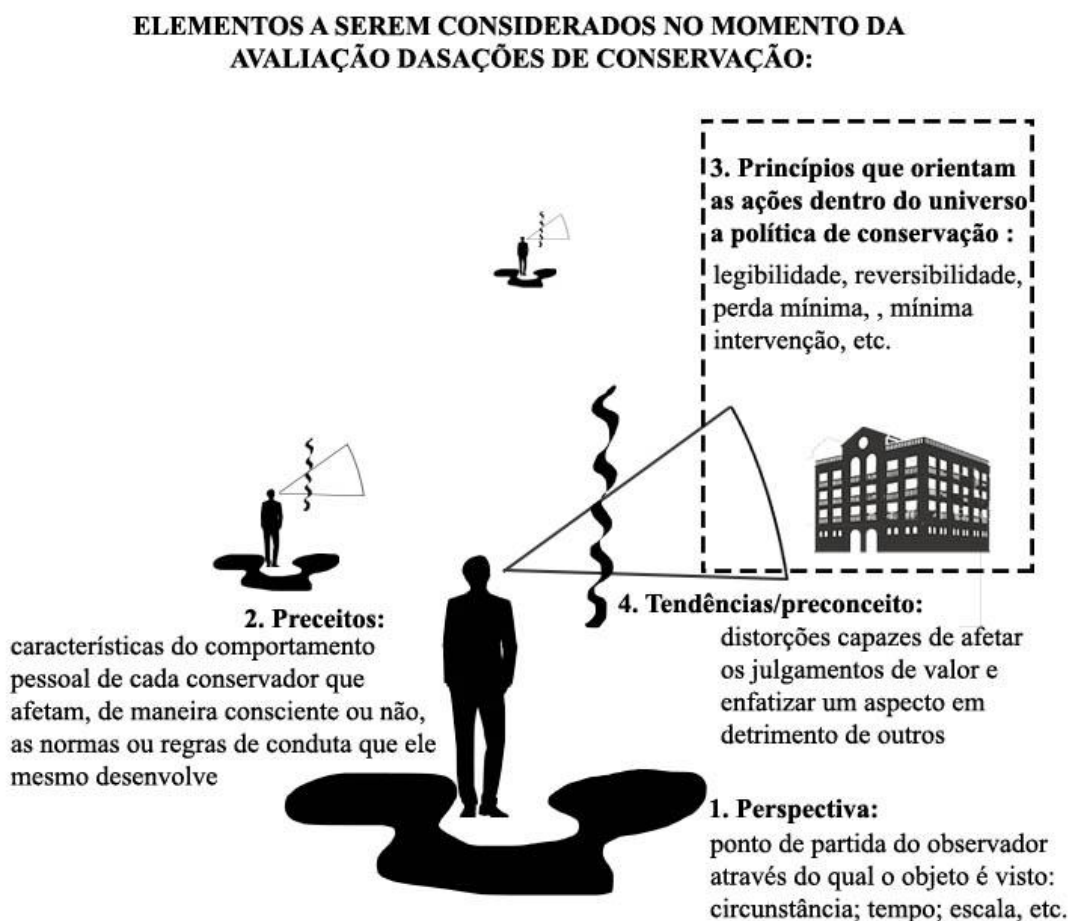 ELEMENTOS A SEREM CONSIDERADOS NO MOMENTO DA
AVALIAÇÃO DASAÇÕES DE CONSERVAÇÃO:
3. Princípios que orientam
as ações dentro do universo
a política de conservação :
legibilidade, reversibilidade,
perda mínima, , mínima
intervenção, etc.
2. Preceitos:
características do comportamento
pessoal de cada conservador que
afetam, de maneira consciente ou não,
as normas ou regras de conduta que ele
mesmo desenvolve
4. Tendências/preconceito:
distorções capazes de afetar
os julgamentos de valor e
enfatizar um aspecto em
detrimento de outros
1. Perspectiva:
ponto de partida do observador
através do qual o objeto é visto:
circunstância; tempo; escala, etc.